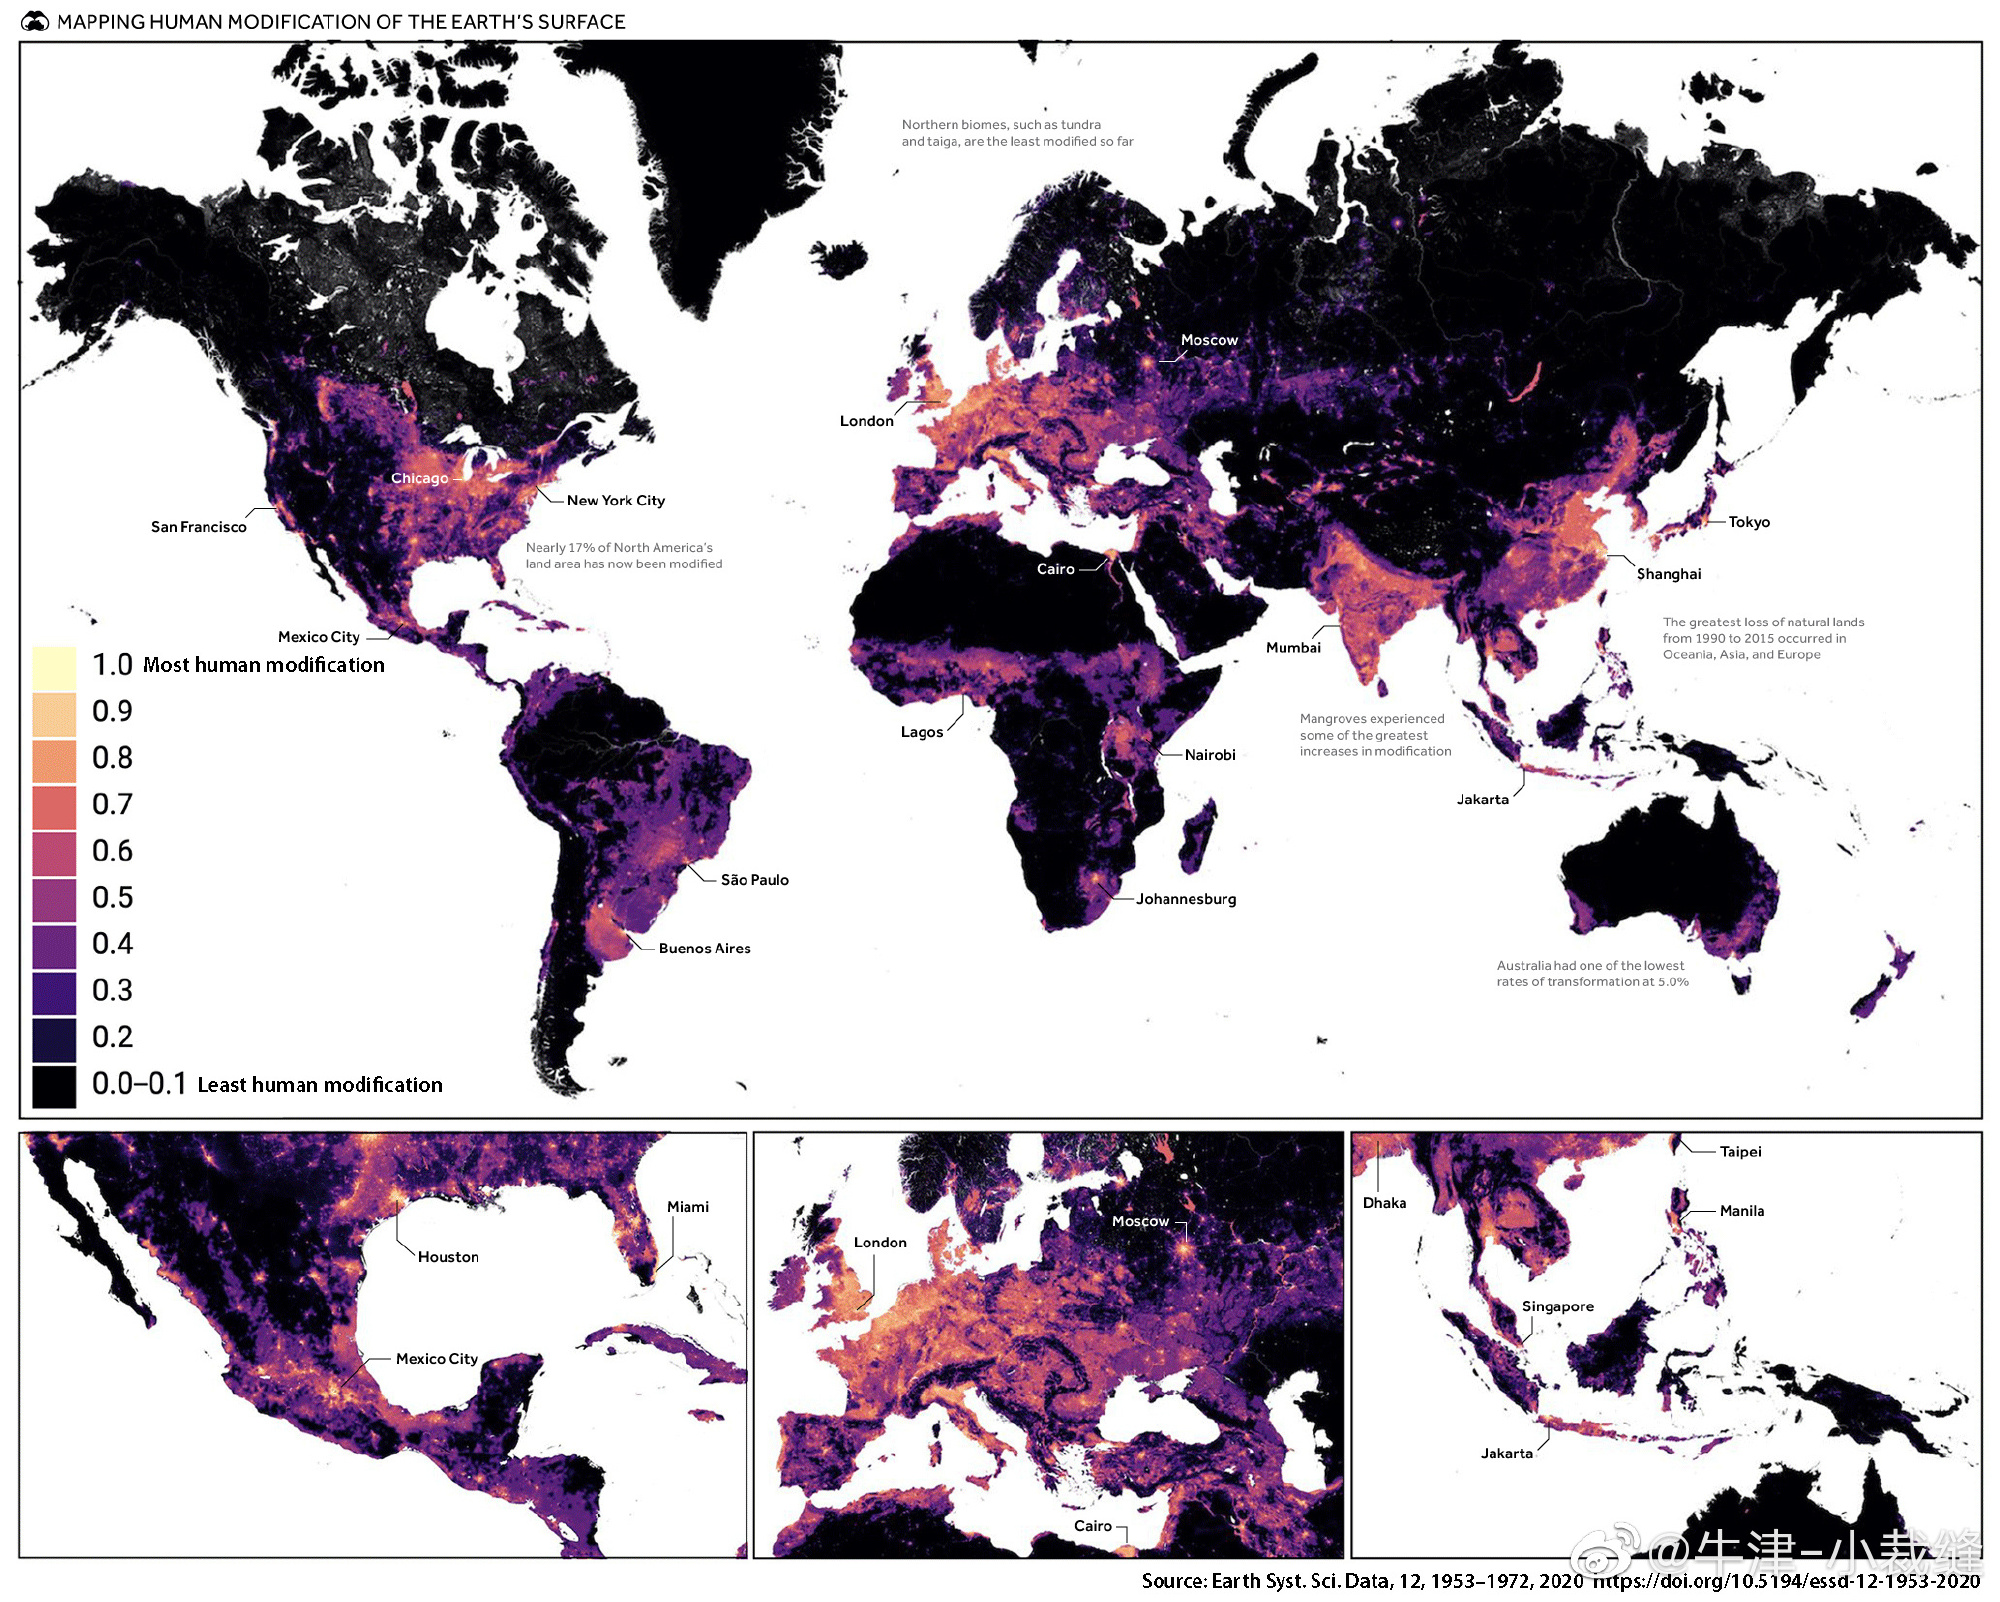 MAPPING HUMAN MODIFICATION OF THE EARTH'S SURFACE
Northern biomes, such as tundra
and taiga, are the least modified so far
Moscow
London
Chicago
New York City
San Francisco
Tokyo
Nearly 17% of North America's
land area has now been modified
Cairo
Shanghai
Mexico City
Mumbai
The greatest loss of natural lands
from 1990 to 2015 occurred in
Oceania, Asia, and Europe
1.0 Most human modification
0.9
0.8
0.7
0.6
0.5
0.4
0.3
0.2
0.0–0.1 Least human modification
Lagos
Nairobi
Mangroves experienced
some of the greatest
increases in modification
Jakarta
São Paulo
Johannesburg
Buenos Aires
Australia had one of the lowest
rates of transformation at 5.0%
Miami
Houston
Mexico City
Moscow
London
Cairo
Taipei
Dhaka
Manila
Singapore
Jakarta
@牛津-小裁缝
Source: Earth Syst. Sci. Data, 12, 1953–1972, 2020 https://doi.org/10.5194/essd-12-1953-2020